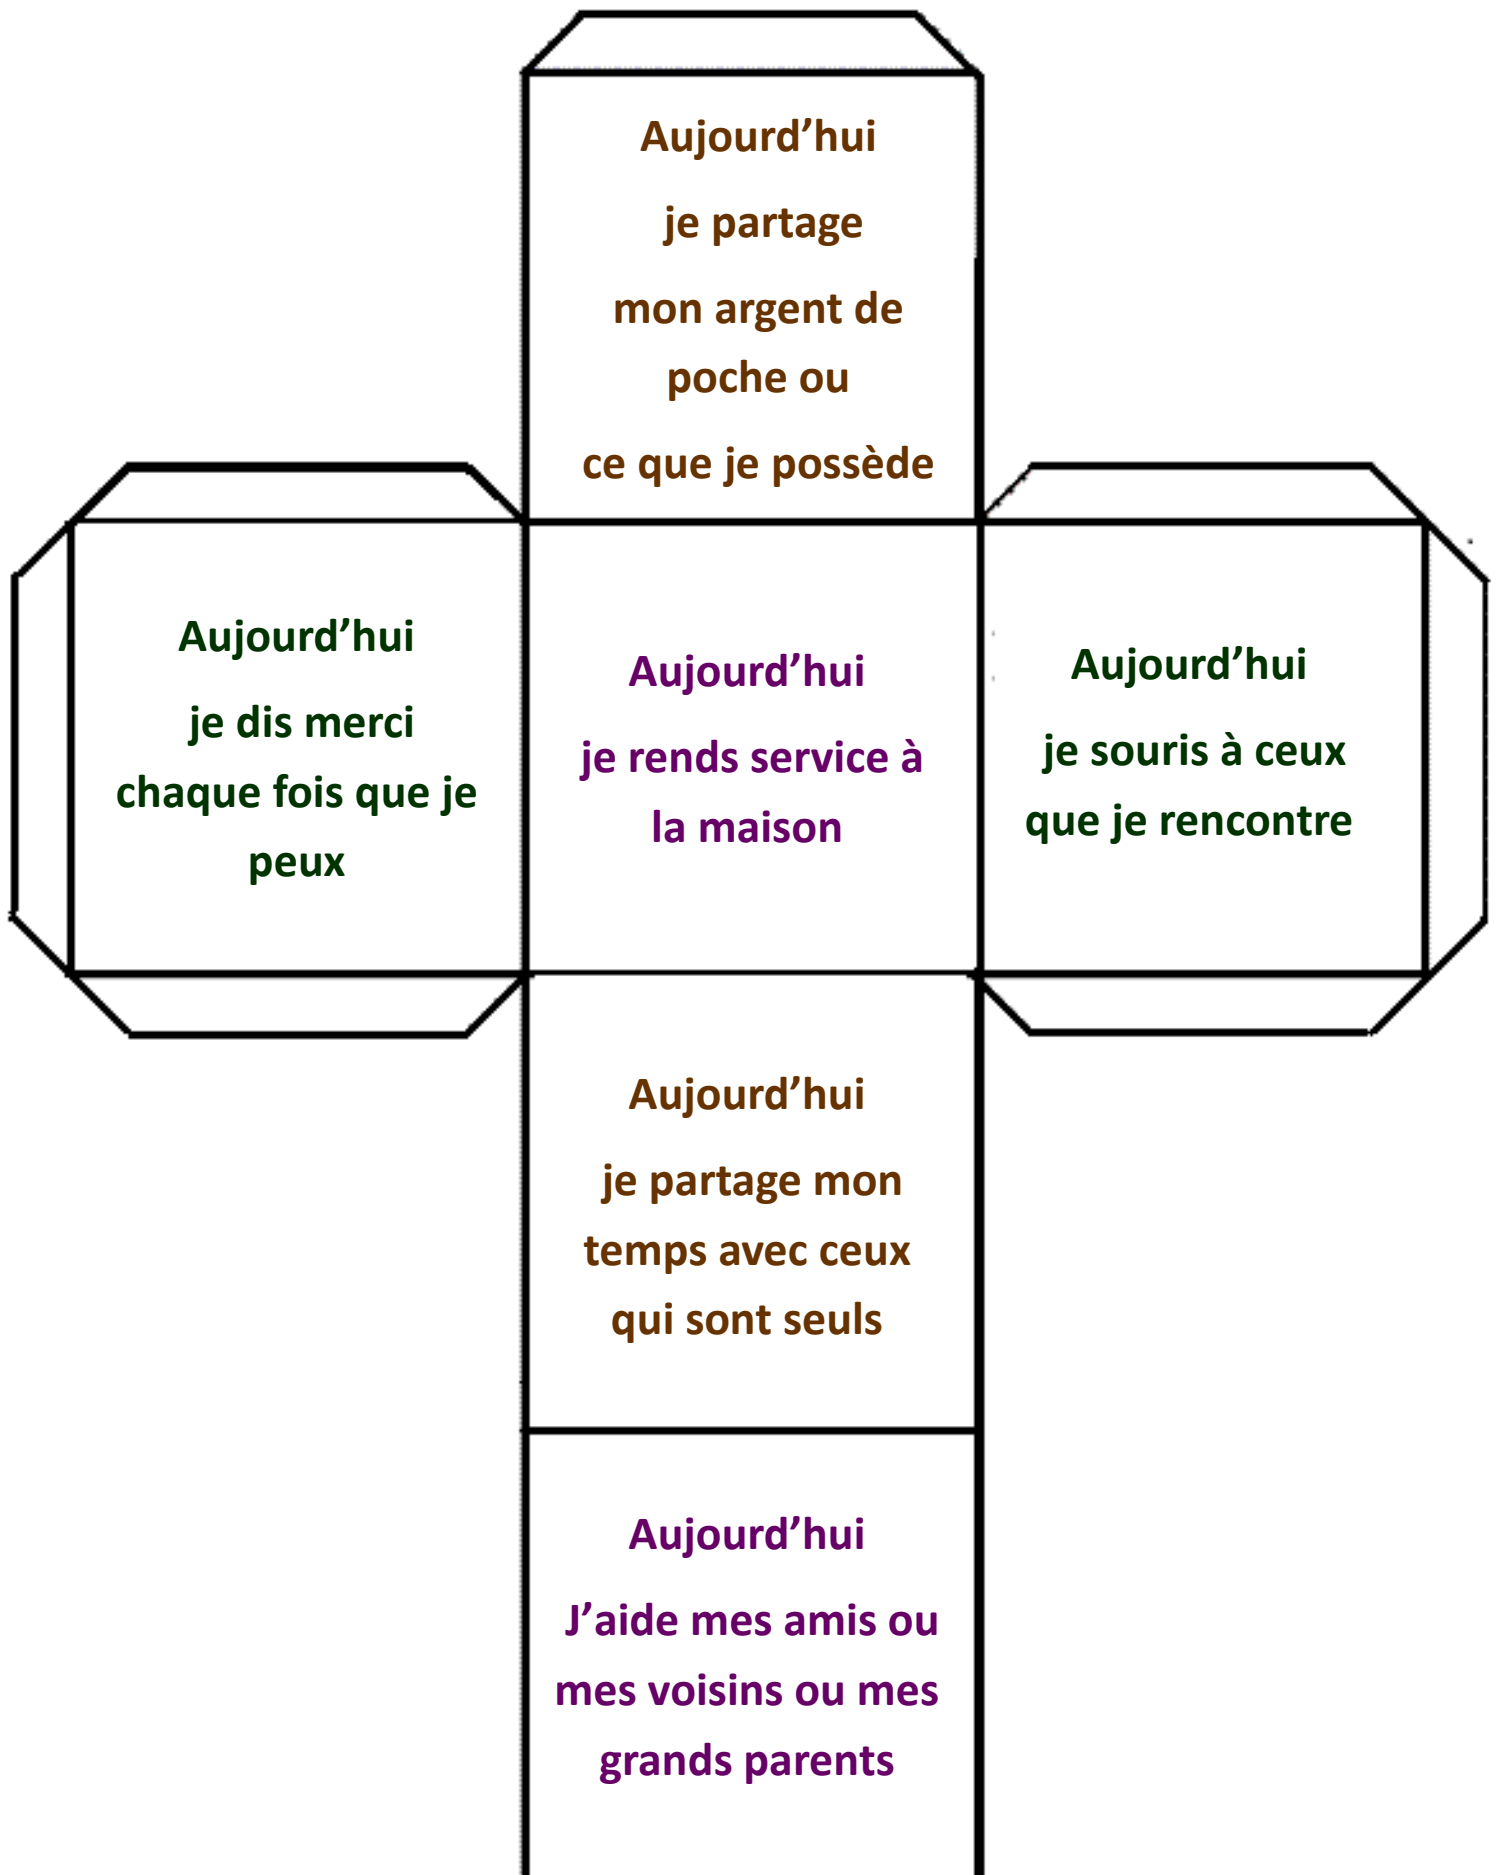 Aujourd’hui
je partage
mon argent de
poche ou
ce que je possède
Aujourd’hui
je dis merci
chaque fois que je
peux
Aujourd’hui
je rends service à
la maison
Aujourd’hui
je souris à ceux
que je rencontre
Aujourd’hui
je partage mon
temps avec ceux
qui sont seuls
Aujourd’hui
J’aide mes amis ou
mes voisins ou mes
grands parents